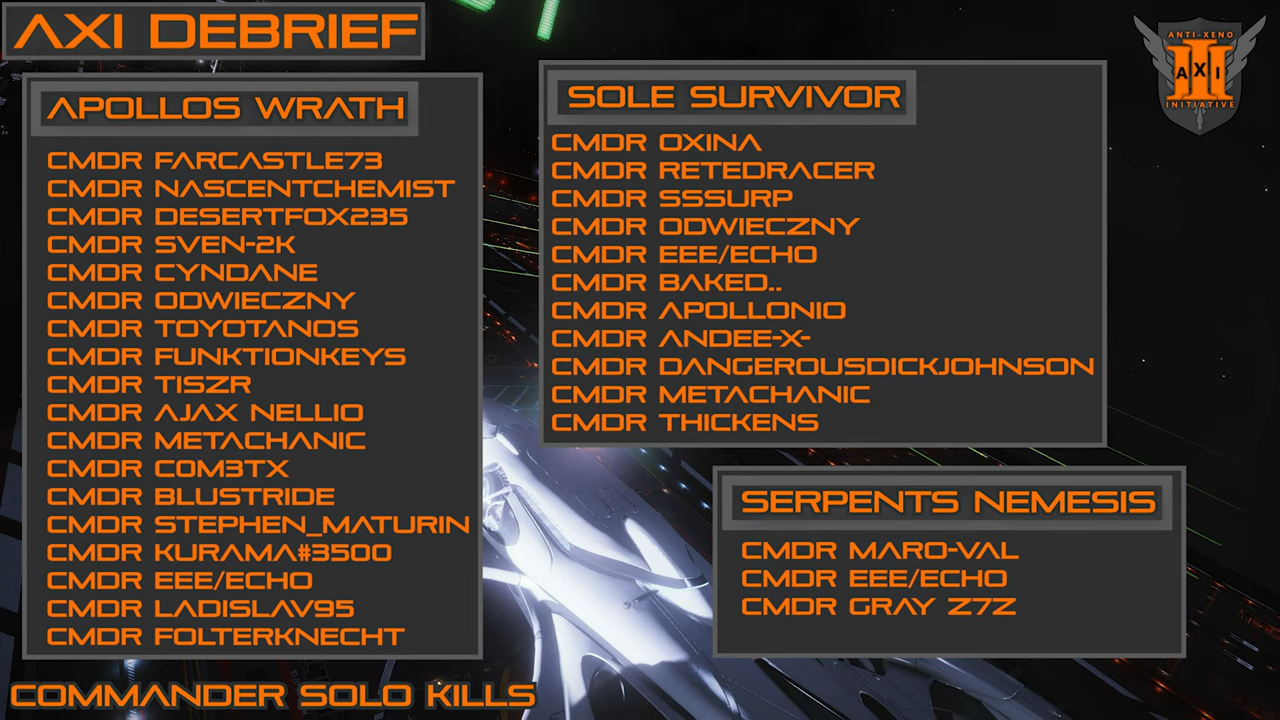 AXI DEBRIEF
APOLLOS WRATH
CMDR FARCASTLE73
CMDR NASCENTCHEMIST
CMDR DESERTFOX235
CMDR SVEN-2K
CMDR CYNDANE
CMDR ODWIECZNY
CMDR TOYOTANOS
CMDR FUNKTIONKEYS
CMDR TISZR
CMDR AJAX NELLIO
CMDR METACHANIC
CMDR C0M3TX
CMDR BLUSTRIDE
CMDR STEPHEN_MATURIN
CMDR KURAMA#3500
CMDR EEE/ECHO
CMDR LADISLAV95
CMDR FOLTERKNECHT
SOLE SURVIVOR
CMDR OXINA
CMDR RETEDRACER
CMDR SSSURP
CMDR ODWIECZNY
CMDR EEE/ECHO
CMDR BAKED..
CMDR APOLLONIO
CMDR ANDEE-X-
CMDR DANGEROUSDICKJOHNSON
CMDR METACHANIC
CMDR THICKENS
SERPENTS NEMESIS
CMDR MARO-VAL
CMDR EEE/ECHO
CMDR GRAY Z7Z
COMMANDER SOLO KILLS
ANTI-XENO
AXI
INITIATIVE